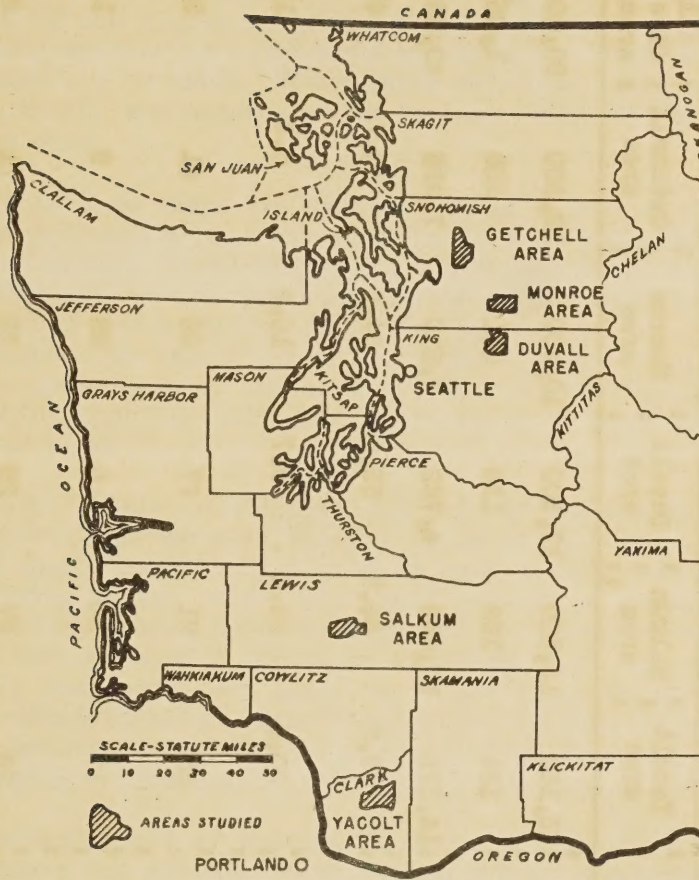 CANADA
WHATCOM
KANOGAN
SKAGIT
SAN JUAN
CLALLAM
ISLAND
SNOHOMISH
GETCHELL
AREA
CHELAN
MONROE
AREA
JEFFERSON
KING
DUVALL
AREA
MASON
KITSAP
SEATTLE
GRAYS HARBOR
KITTITAS
PIERCE
THURSTON
PACIFIC OCEAN
YAKIMA
PACIFIC
LEWIS
SALKUM
AREA
WAHKIAKUM
COWLITZ
SKAMANIA
SCALE-STATUTE MILES
0 10 20 30 40 50
KLICKITAT
CLARK
AREAS STUDIED
YACOLT
AREA
OREGON
PORTLAND